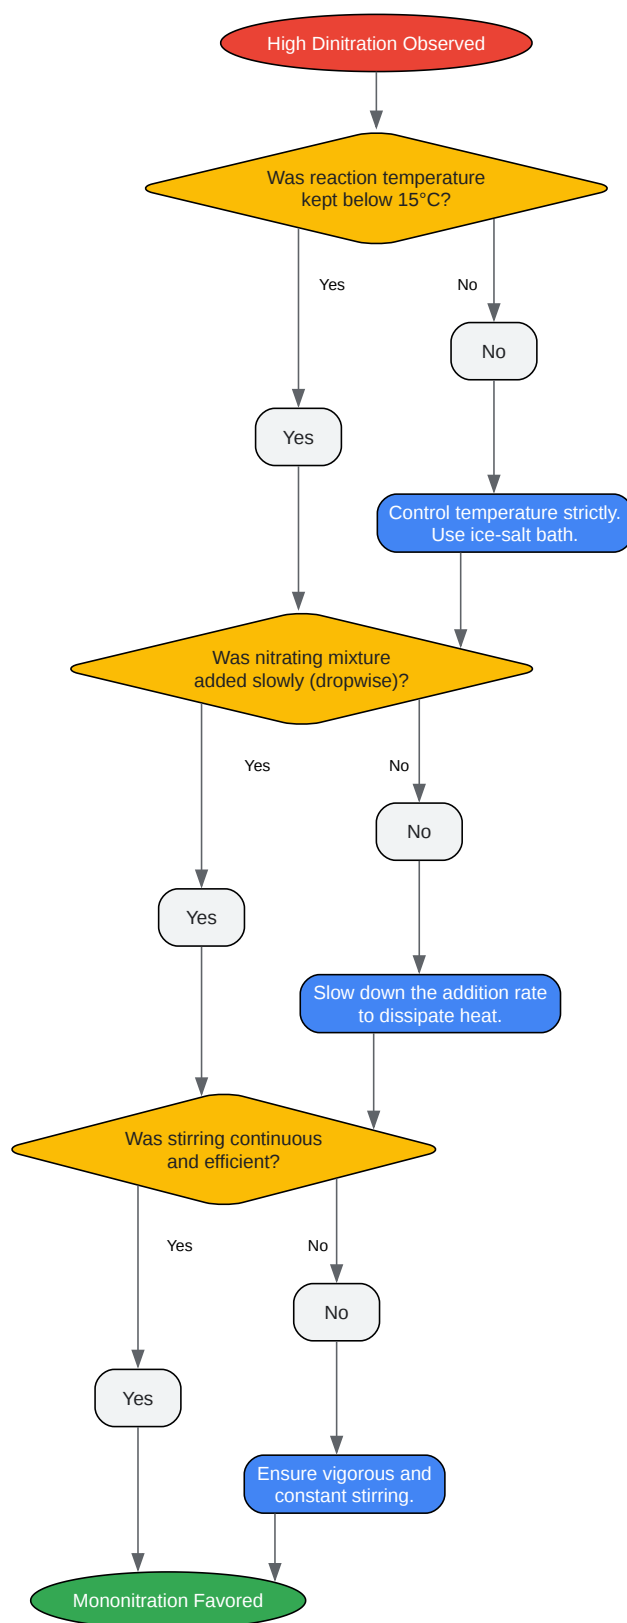 High Dinitration Observed
Was reaction temperature
kept below 15°C?
Yes
No
No
Yes
Control temperature strictly.
Use ice-salt bath.
Was nitrating mixture
added slowly (dropwise)?
Yes
No
No
Yes
Slow down the addition rate
to dissipate heat.
Was stirring continuous
and efficient?
Yes
No
No
Yes
Ensure vigorous and
constant stirring.
Mononitration Favored